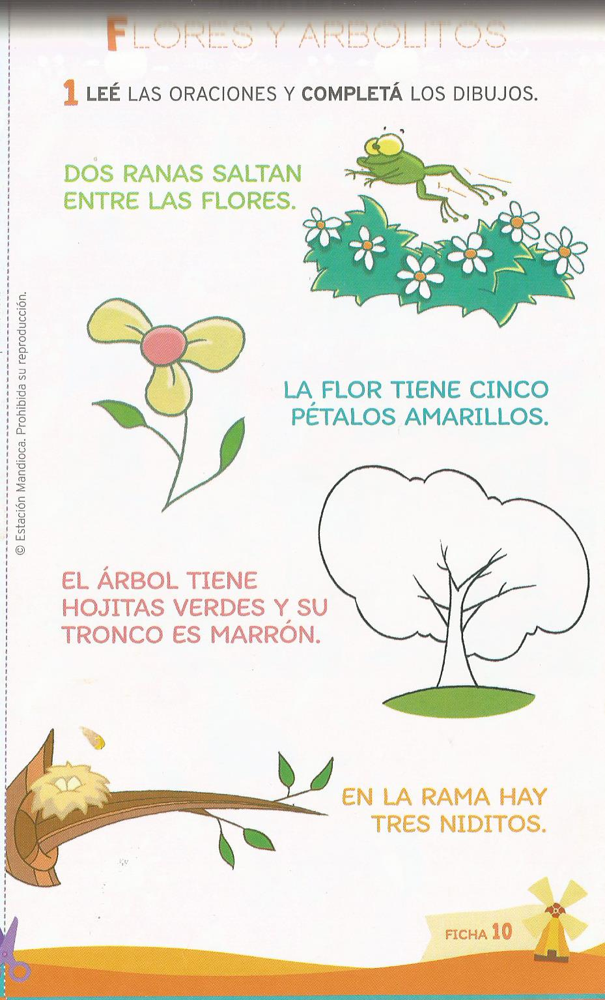 FLORES Y ARBOLITOS
1 LEÉ LAS ORACIONES Y COMPLETÁ LOS DIBUJOS.
DOS RANAS SALTAN
ENTRE LAS FLORES.
LA FLOR TIENE CINCO
PÉTALOS AMARILLOS.
EL ÁRBOL TIENE
HOJITAS VERDES Y SU
TRONCO ES MARRÓN.
EN LA RAMA HAY
TRES NIDITOS.
FICHA 10
© Estación Mandioca. Prohibida su reproducción.